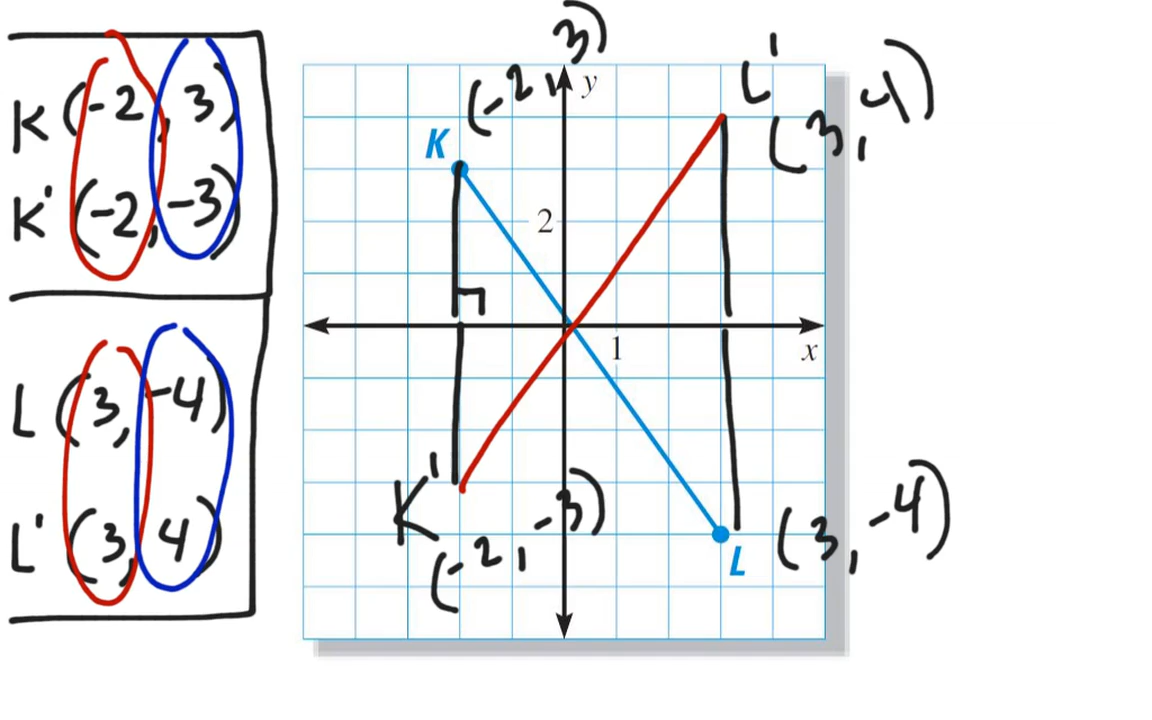 K (-2, 3)
K' (-2, -3)
L (3, -4)
L' (3, 4)
(-2, 3)
y
L'
(3, 4)
K
2
1
x
K'
(-2, -3)
(3, -4)
L